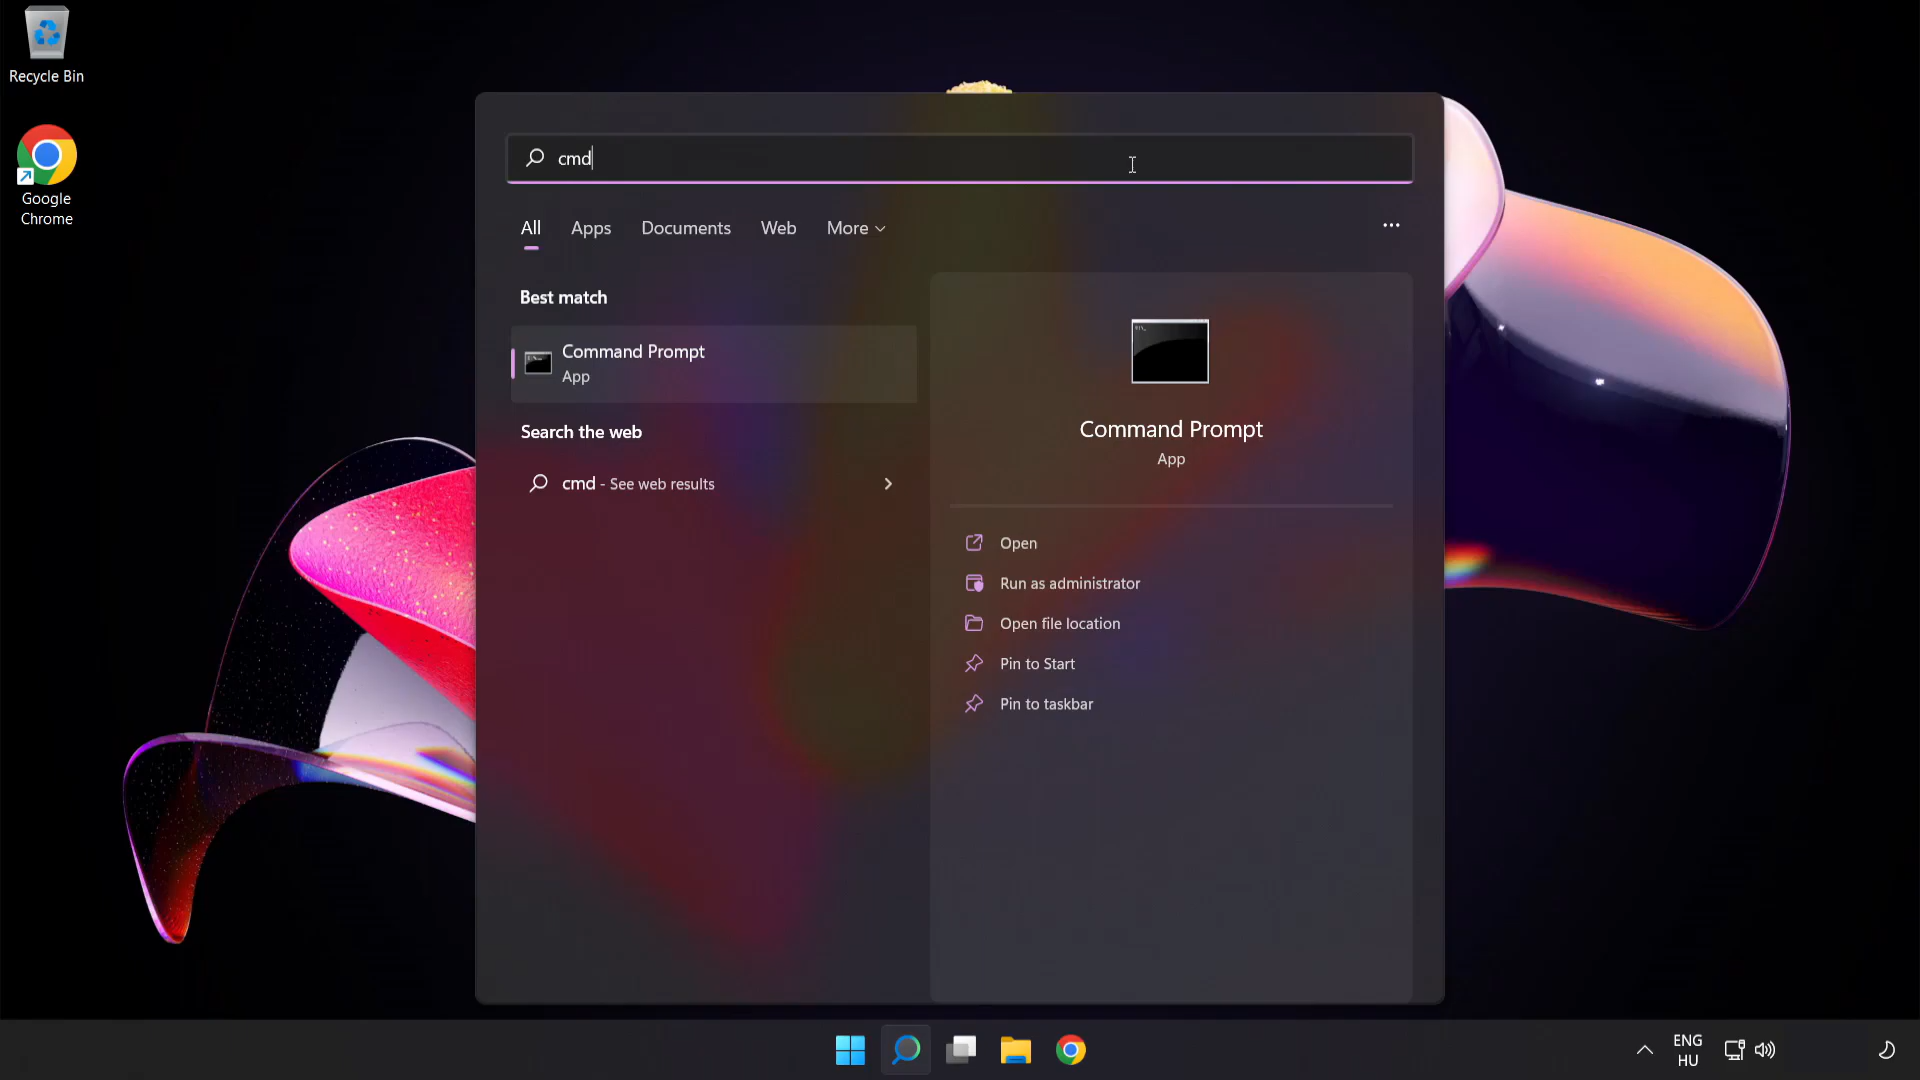 Recycle Bin
Google
Chrome
cmd
All Apps Documents Web More
Best match
Command Prompt
App
Search the web
cmd - See web results
Command Prompt
App
Open
Run as administrator
Open file location
Pin to Start
Pin to taskbar
ENG
HU